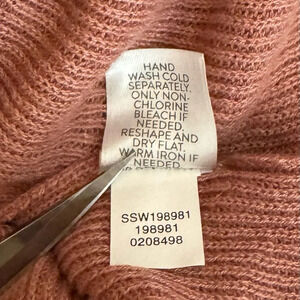 HAND
WASH COLD
SEPARATELY.
ONLY NON-
CHLORINE
BLEACH IF
NEEDED.
RESHAPE AND
DRY FLAT.
WARM IRON IF
NEEDED
SSW198981
198981
0208498